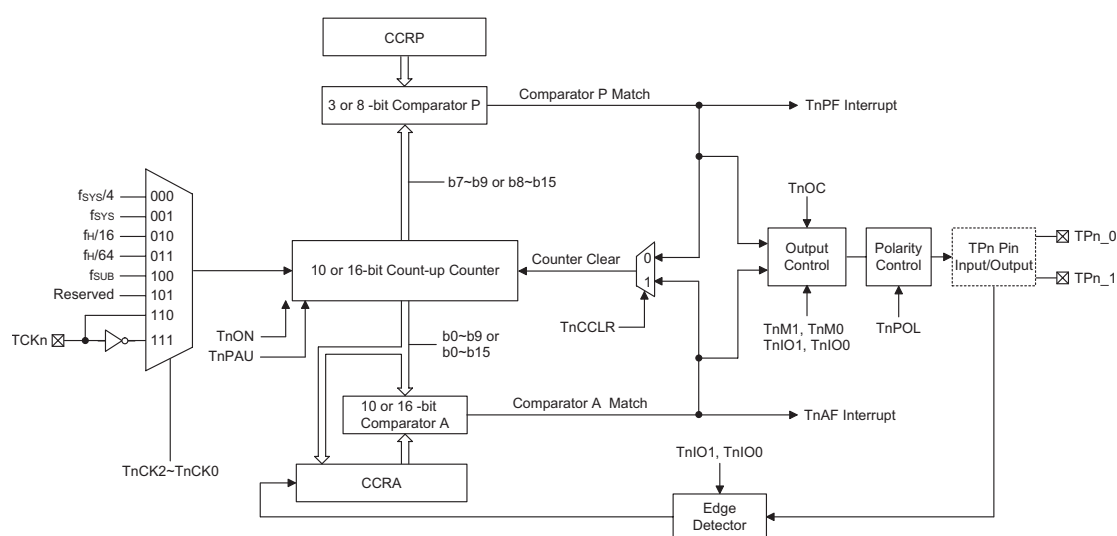 CCRP
3 or 8 -bit Comparator P
Comparator P Match
TnPF Interrupt
b7~b9 or b8~b15
fSYS/4
000
fSYS
001
fH/16
010
fH/64
011
fSUB
100
Reserved
101
110
TCKn
111
TnCK2~TnCK0
10 or 16-bit Count-up Counter
TnON
TnPAU
Counter Clear
0
1
TnCCLR
TnOC
Output
Control
TnM1, TnM0
TnIO1, TnIO0
Polarity
Control
TnPOL
TPn Pin
Input/Output
TPn_0
TPn_1
b0~b9 or
b0~b15
10 or 16 -bit
Comparator A
Comparator A Match
TnAF Interrupt
CCRA
TnIO1, TnIO0
Edge
Detector